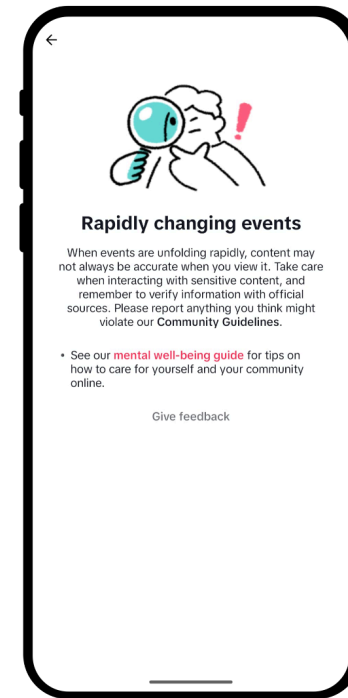 Rapidly changing events
When events are unfolding rapidly, content may
not always be accurate when you view it. Take care
when interacting with sensitive content, and
remember to verify information with official
sources. Please report anything you think might
violate our Community Guidelines.
• See our mental well-being guide for tips on
how to care for yourself and your community
online.
Give feedback